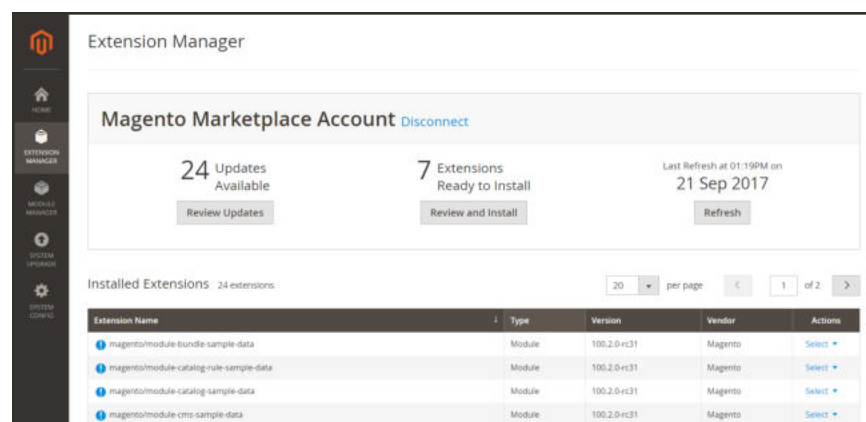 Extension Manager
HOME
EXTENSION
MANAGER
MODULE
MANAGER
SYSTEM
UPGRADE
SYSTEM
CONFIG
Magento Marketplace Account Disconnect
24 Updates Available
Review Updates
7 Extensions Ready to Install
Review and Install
Last Refresh at 01:19PM on
21 Sep 2017
Refresh
Installed Extensions 24 extensions
20 per page 1 of 2
Extension Name Type Version Vendor Actions
magento/module-bundle-sample-data Module 100.2.0-rc31 Magento Select
magento/module-catalog-rule-sample-data Module 100.2.0-rc31 Magento Select
magento/module-catalog-sample-data Module 100.2.0-rc31 Magento Select
magento/module-cms-sample-data Module 100.2.0-rc31 Magento Select